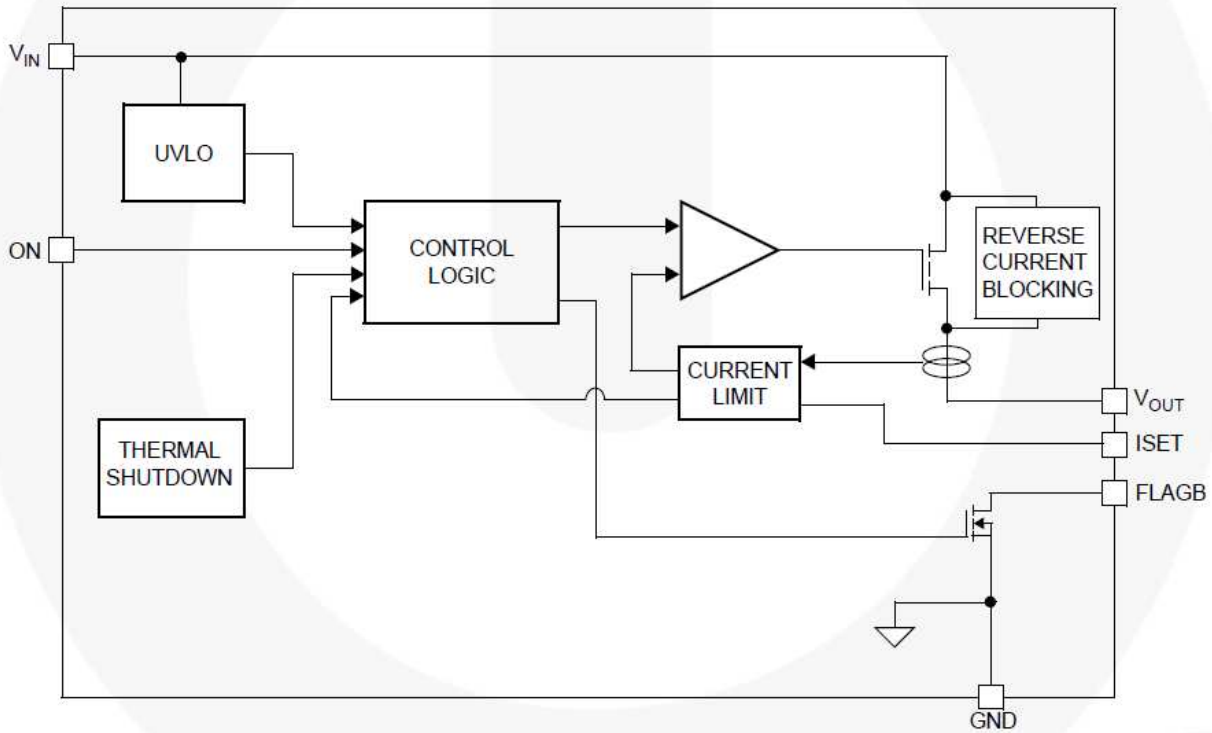 VIN
UVLO
ON
CONTROL
LOGIC
REVERSE
CURRENT
BLOCKING
CURRENT
LIMIT
VOUT
ISET
THERMAL
SHUTDOWN
FLAGB
GND